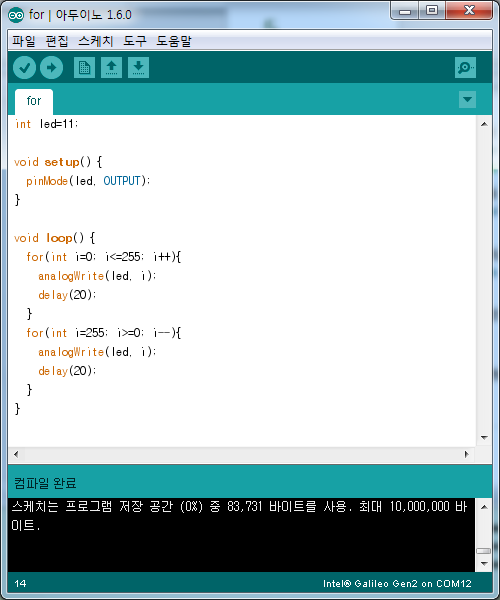 for | 아두이노 1.6.0
파일 편집 스케치 도구 도움말
for
int led=11;
void setup() {
pinMode(led, OUTPUT);
}
void loop() {
for(int i=0; i<=255; i++){
analogWrite(led, i);
delay(20);
}
for(int i=255; i>=0; i--){
analogWrite(led, i);
delay(20);
}
}
컴파일 완료
스케치는 프로그램 저장 공간 (0%) 중 83,731 바이트를 사용. 최대 10,000,000 바
이트.
14 Intel® Galileo Gen2 on COM12